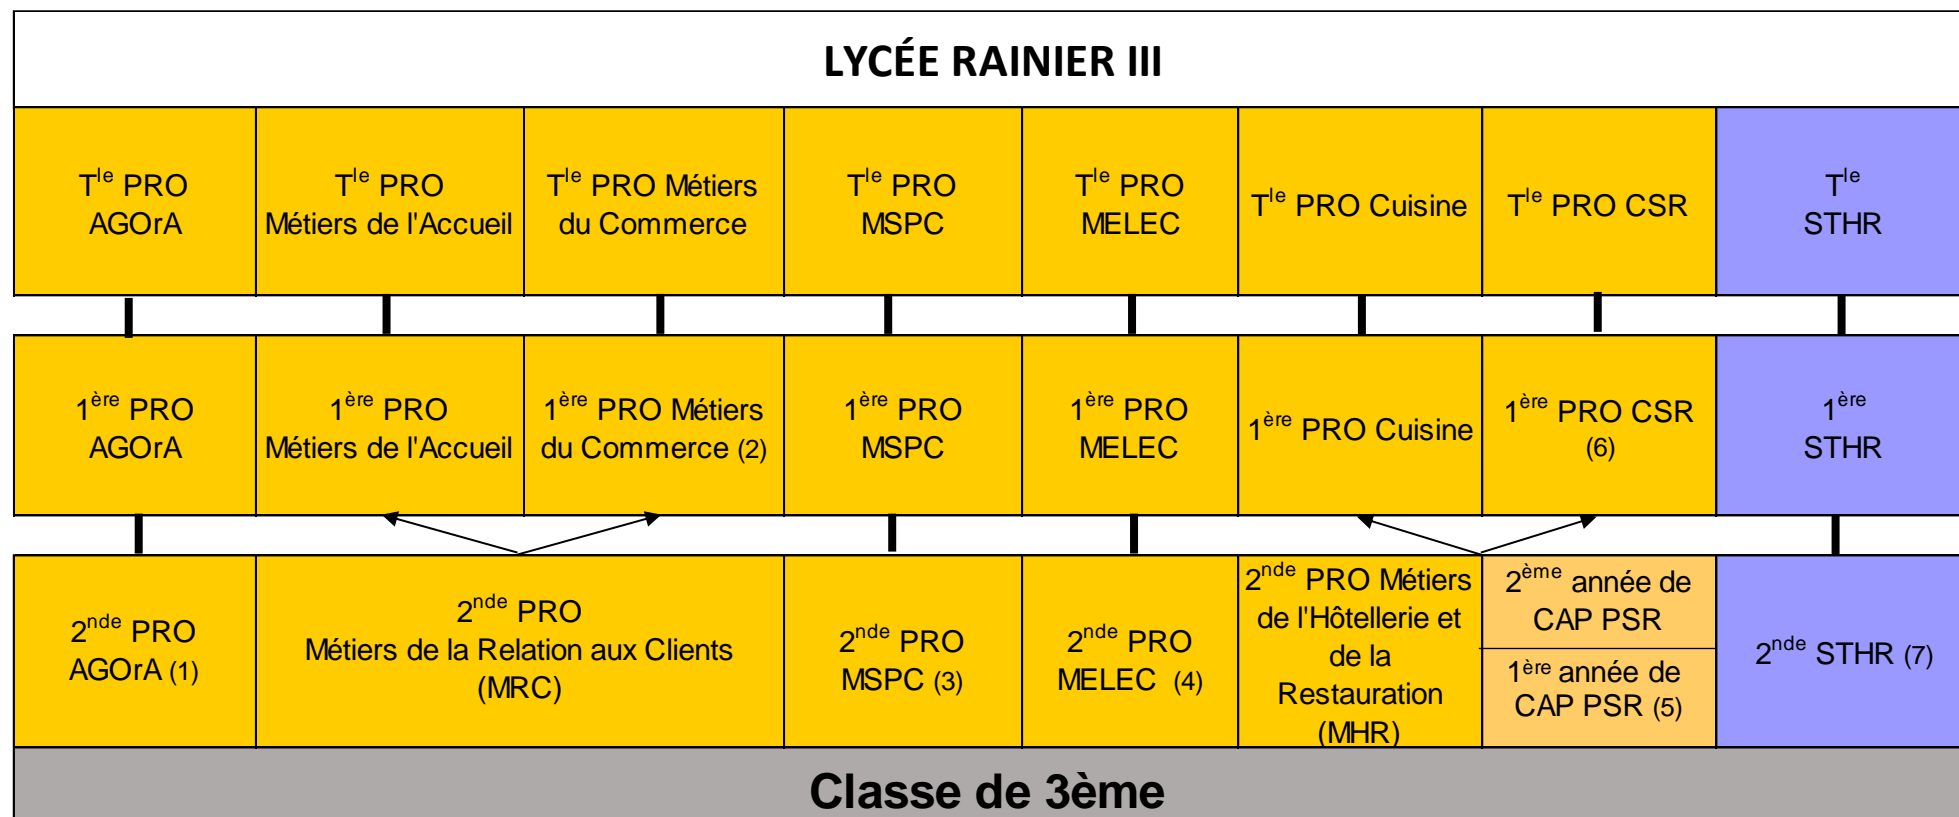 LYCÉE RAINIER III
Tle PRO
AGOrA
Tle PRO
Métiers de l'Accueil
Tle PRO Métiers
du Commerce
Tle PRO
MSPC
Tle PRO
MELEC
Tle PRO Cuisine
Tle PRO CSR
Tle
STHR
1ère PRO
AGOrA
1ère PRO
Métiers de l'Accueil
1ère PRO Métiers
du Commerce (2)
1ère PRO
MSPC
1ère PRO
MELEC
1ère PRO Cuisine
1ère PRO CSR
(6)
1ère
STHR
2nde PRO
AGOrA (1)
2nde PRO
Métiers de la Relation aux Clients
(MRC)
2nde PRO
MSPC (3)
2nde PRO
MELEC (4)
2nde PRO Métiers
de l'Hôtellerie et
de la
Restauration
(MHR)
2ème année de
CAP PSR
1ère année de
CAP PSR (5)
2nde STHR (7)
Classe de 3ème